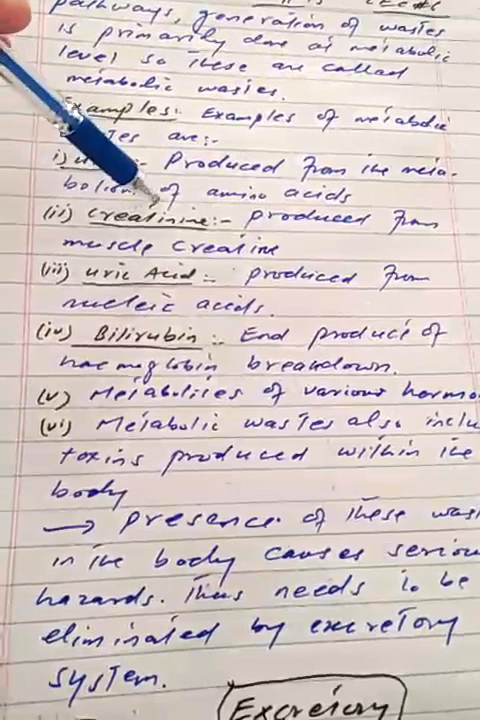 pathways, generation of wastes
is primarily done at metabolic
level so these are called
metabolic wastes.
Examples:- Examples of metabolic
are:-
i) Produced from the meta-
bolism of amino acids
(ii) Creatinine:- produced from
muscle creatine
(iii) Uric Acid:- produced from
nucleic acids.
(iv) Bilirubin:- End product of
haemoglobin breakdown.
(v) Metabolites of various hormo
(vi) Metabolic wastes also inclu
toxins produced within the
body
→ presence of these was
in the body causes seriou
hazards. Thus needs to be
eliminated by excretory
system.
Excretory